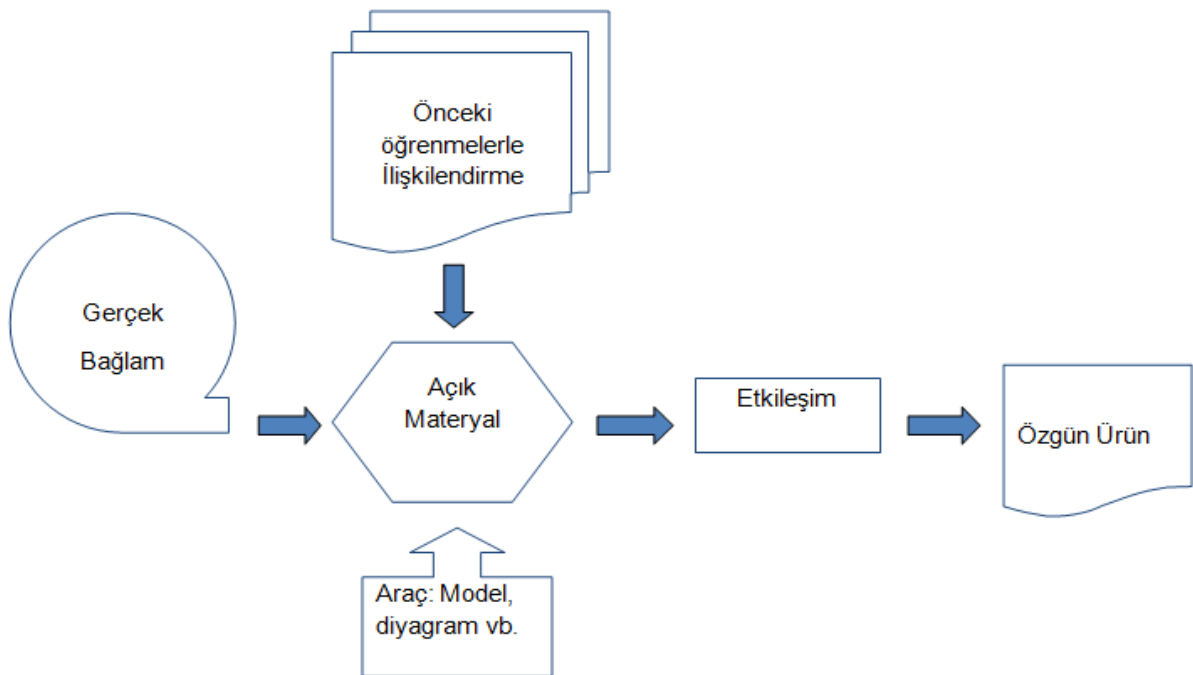 Önceki
öğrenmelerle
İlişkilendirme
Gerçek
Bağlam
Açık
Materyal
Etkileşim
Özgün Ürün
Araç: Model,
diyagram vb.